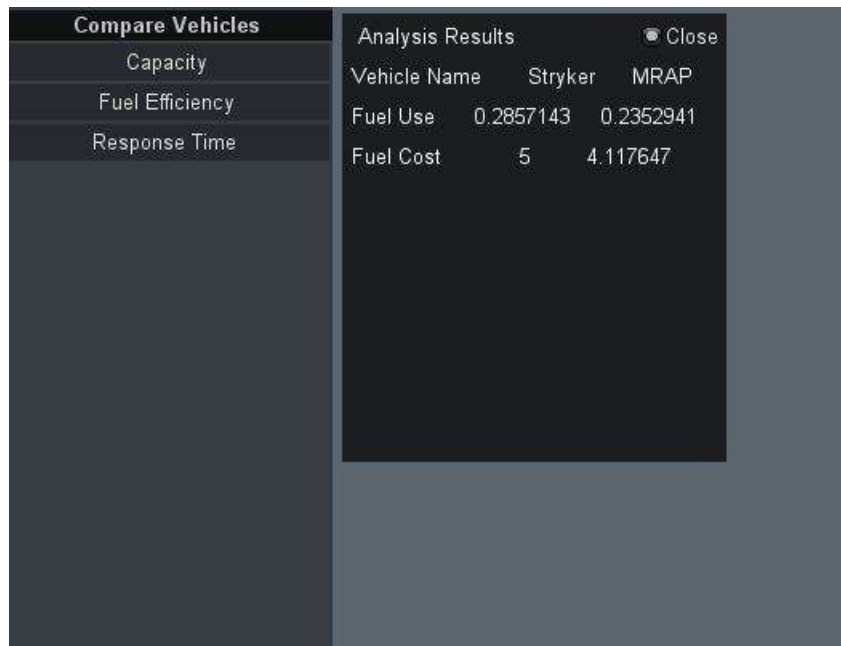 Compare Vehicles
Capacity
Fuel Efficiency
Response Time
Analysis Results Close
Vehicle Name Stryker MRAP
Fuel Use 0.2857143 0.2352941
Fuel Cost 5 4.117647